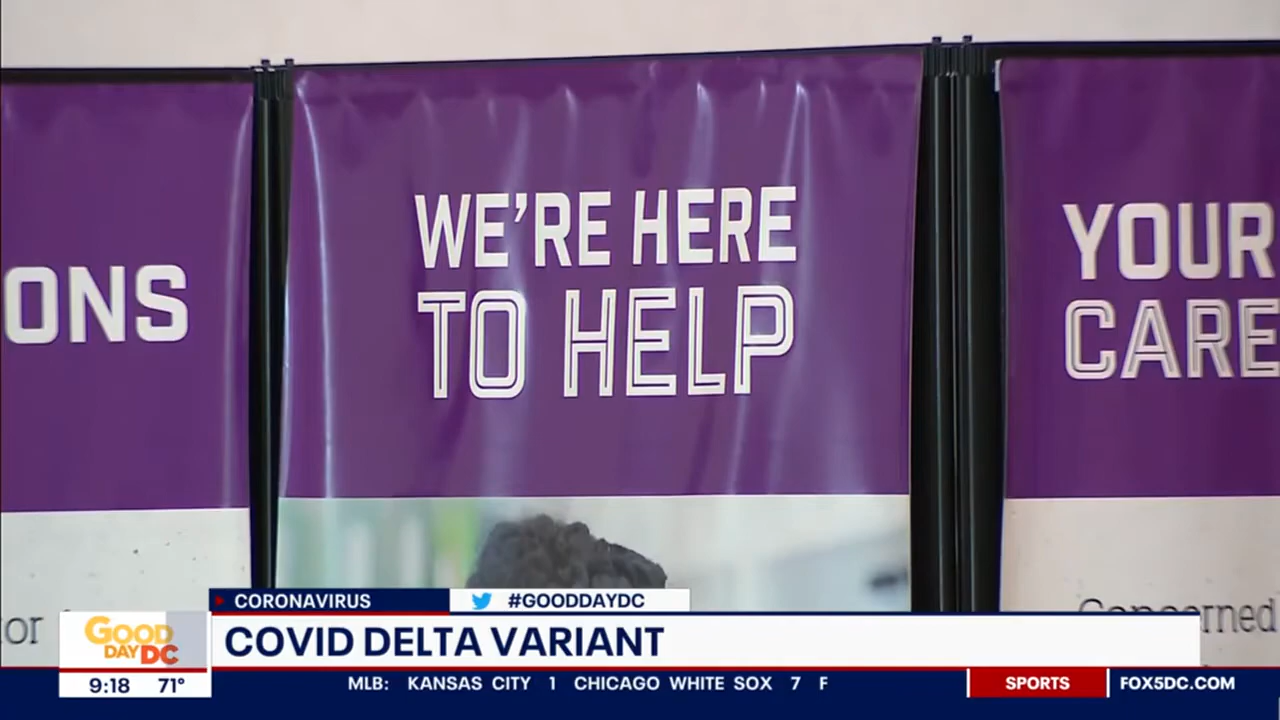 ONS
WE'RE HERE
TO HELP
YOUR
CARE
or
Concerned
CORONAVIRUS
#GOODDAYDC
GOOD
DAY DC
COVID DELTA VARIANT
9:18 71°
MLB: KANSAS CITY 1 CHICAGO WHITE SOX 7 F
SPORTS
FOX5DC.COM